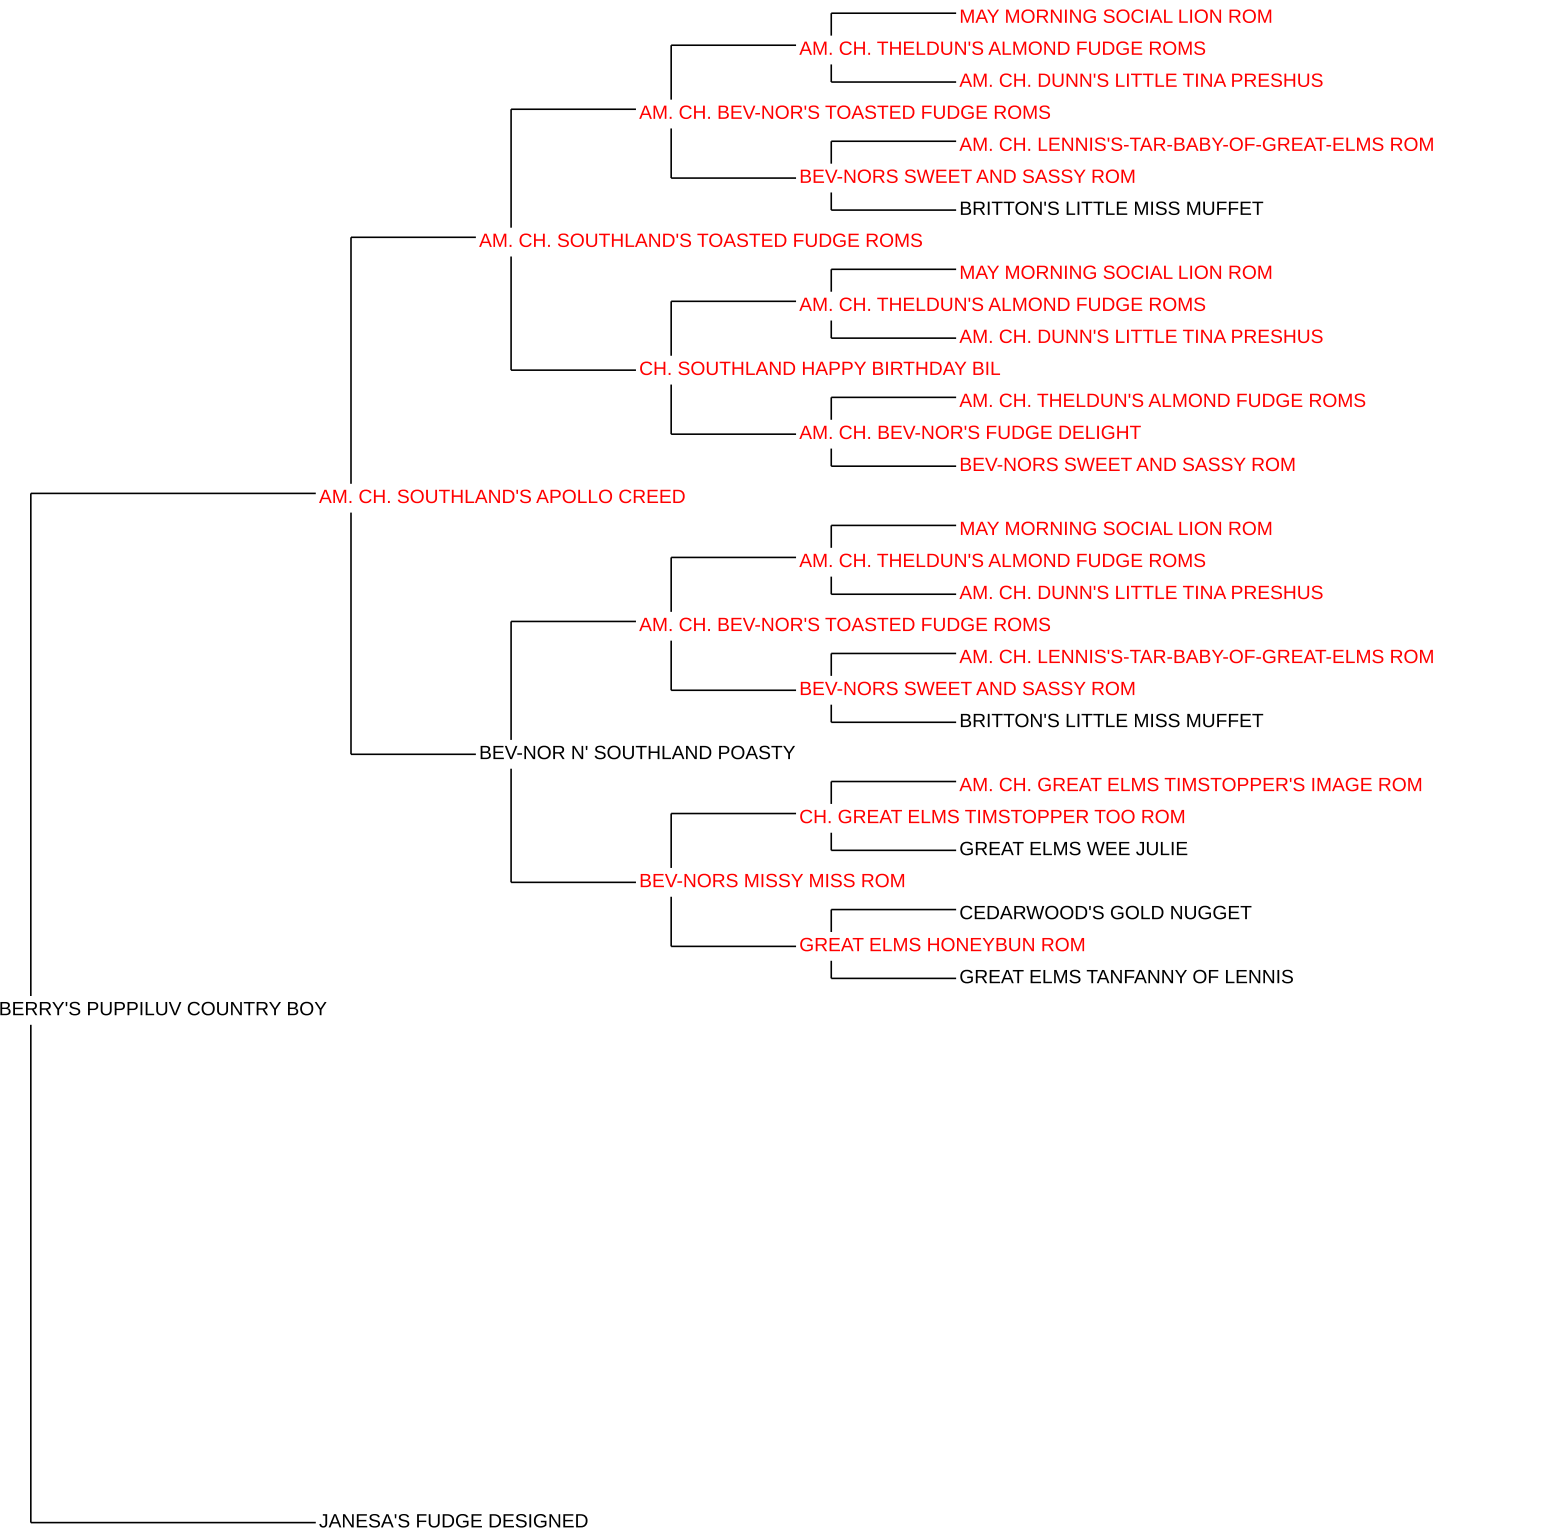 MAY MORNING SOCIAL LION ROM
AM. CH. THELDUN'S ALMOND FUDGE ROMS
AM. CH. DUNN'S LITTLE TINA PRESHUS
AM. CH. BEV-NOR'S TOASTED FUDGE ROMS
AM. CH. LENNIS'S-TAR-BABY-OF-GREAT-ELMS ROM
BEV-NORS SWEET AND SASSY ROM
BRITTON'S LITTLE MISS MUFFET
AM. CH. SOUTHLAND'S TOASTED FUDGE ROMS
MAY MORNING SOCIAL LION ROM
AM. CH. THELDUN'S ALMOND FUDGE ROMS
AM. CH. DUNN'S LITTLE TINA PRESHUS
CH. SOUTHLAND HAPPY BIRTHDAY BIL
AM. CH. THELDUN'S ALMOND FUDGE ROMS
AM. CH. BEV-NOR'S FUDGE DELIGHT
BEV-NORS SWEET AND SASSY ROM
AM. CH. SOUTHLAND'S APOLLO CREED
MAY MORNING SOCIAL LION ROM
AM. CH. THELDUN'S ALMOND FUDGE ROMS
AM. CH. DUNN'S LITTLE TINA PRESHUS
AM. CH. BEV-NOR'S TOASTED FUDGE ROMS
AM. CH. LENNIS'S-TAR-BABY-OF-GREAT-ELMS ROM
BEV-NORS SWEET AND SASSY ROM
BRITTON'S LITTLE MISS MUFFET
BEV-NOR N' SOUTHLAND POASTY
AM. CH. GREAT ELMS TIMSTOPPER'S IMAGE ROM
CH. GREAT ELMS TIMSTOPPER TOO ROM
GREAT ELMS WEE JULIE
BEV-NORS MISSY MISS ROM
CEDARWOOD'S GOLD NUGGET
GREAT ELMS HONEYBUN ROM
GREAT ELMS TANFANNY OF LENNIS
BERRY'S PUPPILUV COUNTRY BOY
JANESA'S FUDGE DESIGNED